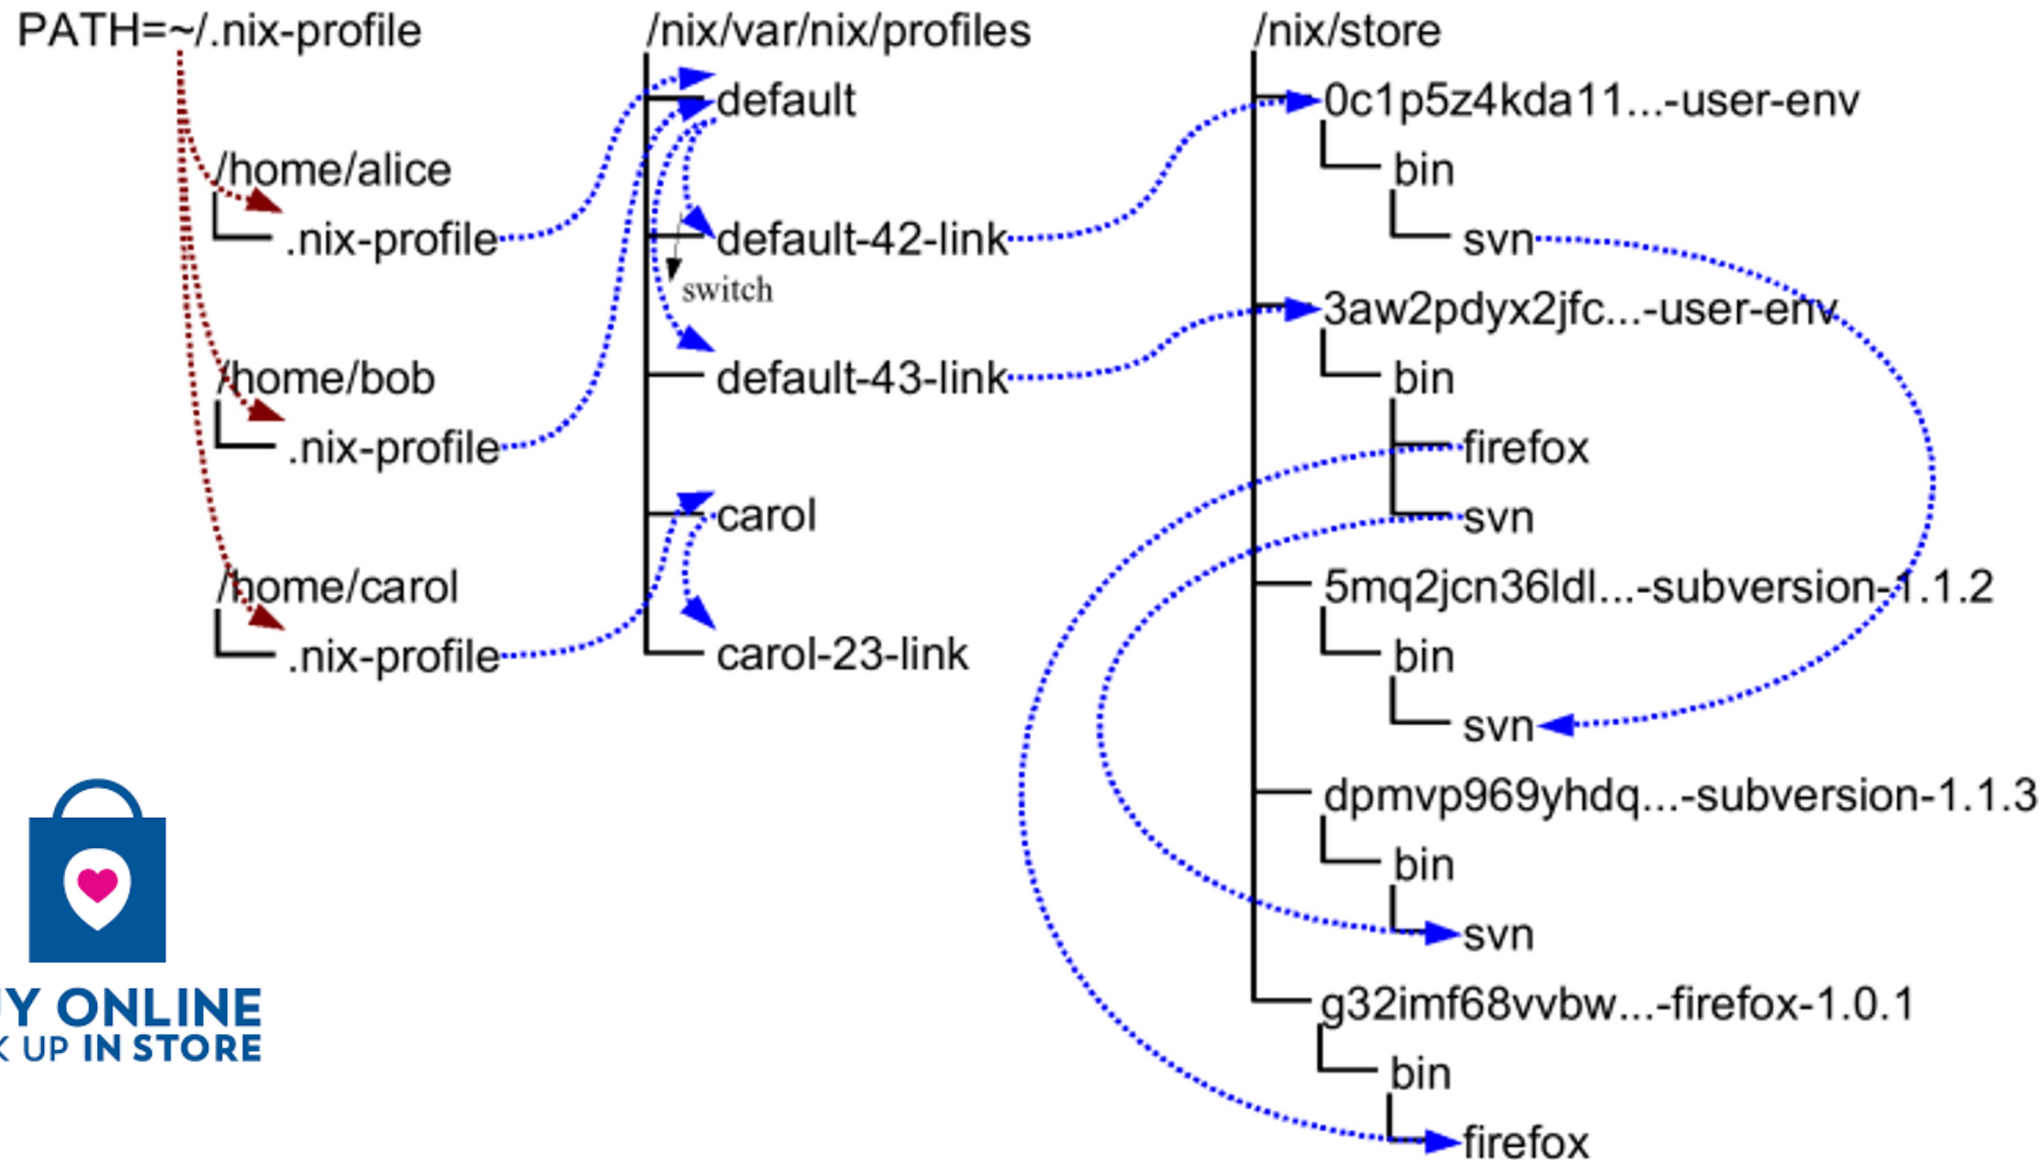 PATH=~/.nix-profile
/home/alice
.nix-profile
/home/bob
.nix-profile
/home/carol
.nix-profile
/nix/var/nix/profiles
default
default-42-link
switch
default-43-link
carol
carol-23-link
/nix/store
0c1p5z4kda11...-user-env
bin
svn
3aw2pdyx2jfc...-user-env
bin
firefox
svn
5mq2jcn36ldl...-subversion-1.1.2
bin
svn
dpmvp969yhdq...-subversion-1.1.3
bin
svn
g32imf68vvbw...-firefox-1.0.1
bin
firefox
UY ONLINE
K UP IN STORE